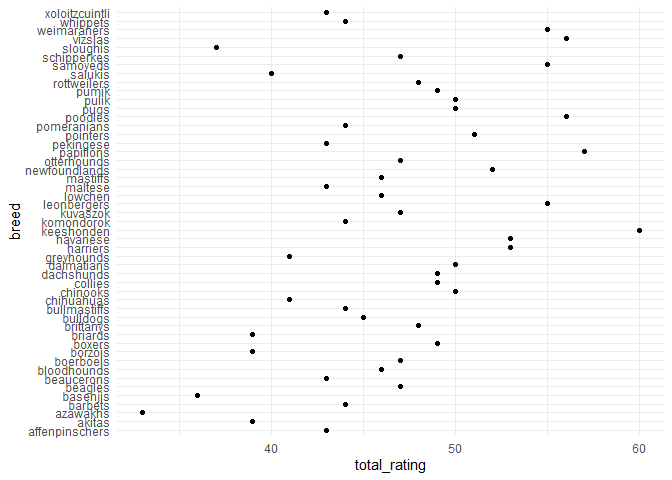 xoloitzcuintli
whippets
weimaraners
vizslas
sloughis
schipperkes
samoyeds
salukis
rottweilers
pumik
pulik
pugs
poodles
pomeranians
pointers
pekingese
papillons
otterhounds
newfoundlands
mastiffs
maltese
lowchen
leonbergers
kuvaszok
komondorok
keeshonden
havanese
harriers
greyhounds
dalmatians
dachshunds
collies
chinooks
chihuahuas
bullmastiffs
bulldogs
brittanys
briards
boxers
borzois
boerboels
bloodhounds
beaucerons
beagles
basenjis
barbets
azawakhs
akitas
affenpinschers
breed
40 50 60
total_rating